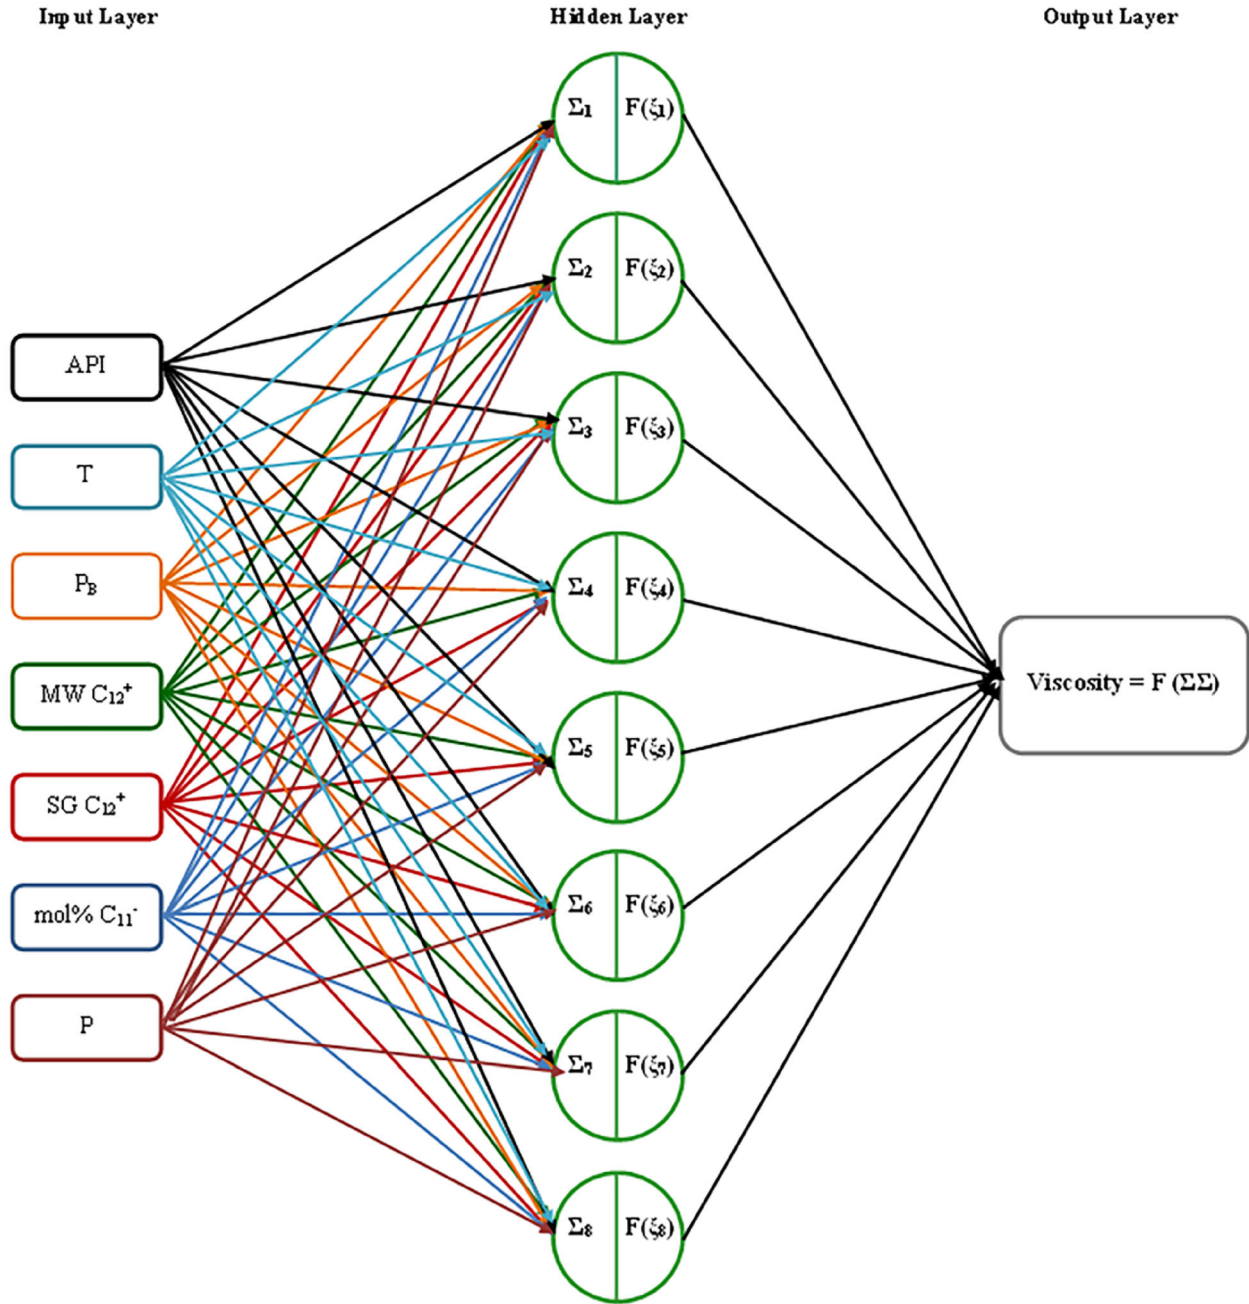 Input Layer
Hidden Layer
Output Layer
Σ1 F(ξ1)
Σ2 F(ξ2)
API
Σ3 F(ξ3)
T
P_B
Σ4 F(ξ4)
MW C₁₂⁺
Viscosity = F (ΣΣ)
Σ5 F(ξ5)
SG C₁₂⁺
mol% C₁₁⁻
Σ6 F(ξ6)
P
Σ7 F(ξ7)
Σ8 F(ξ8)